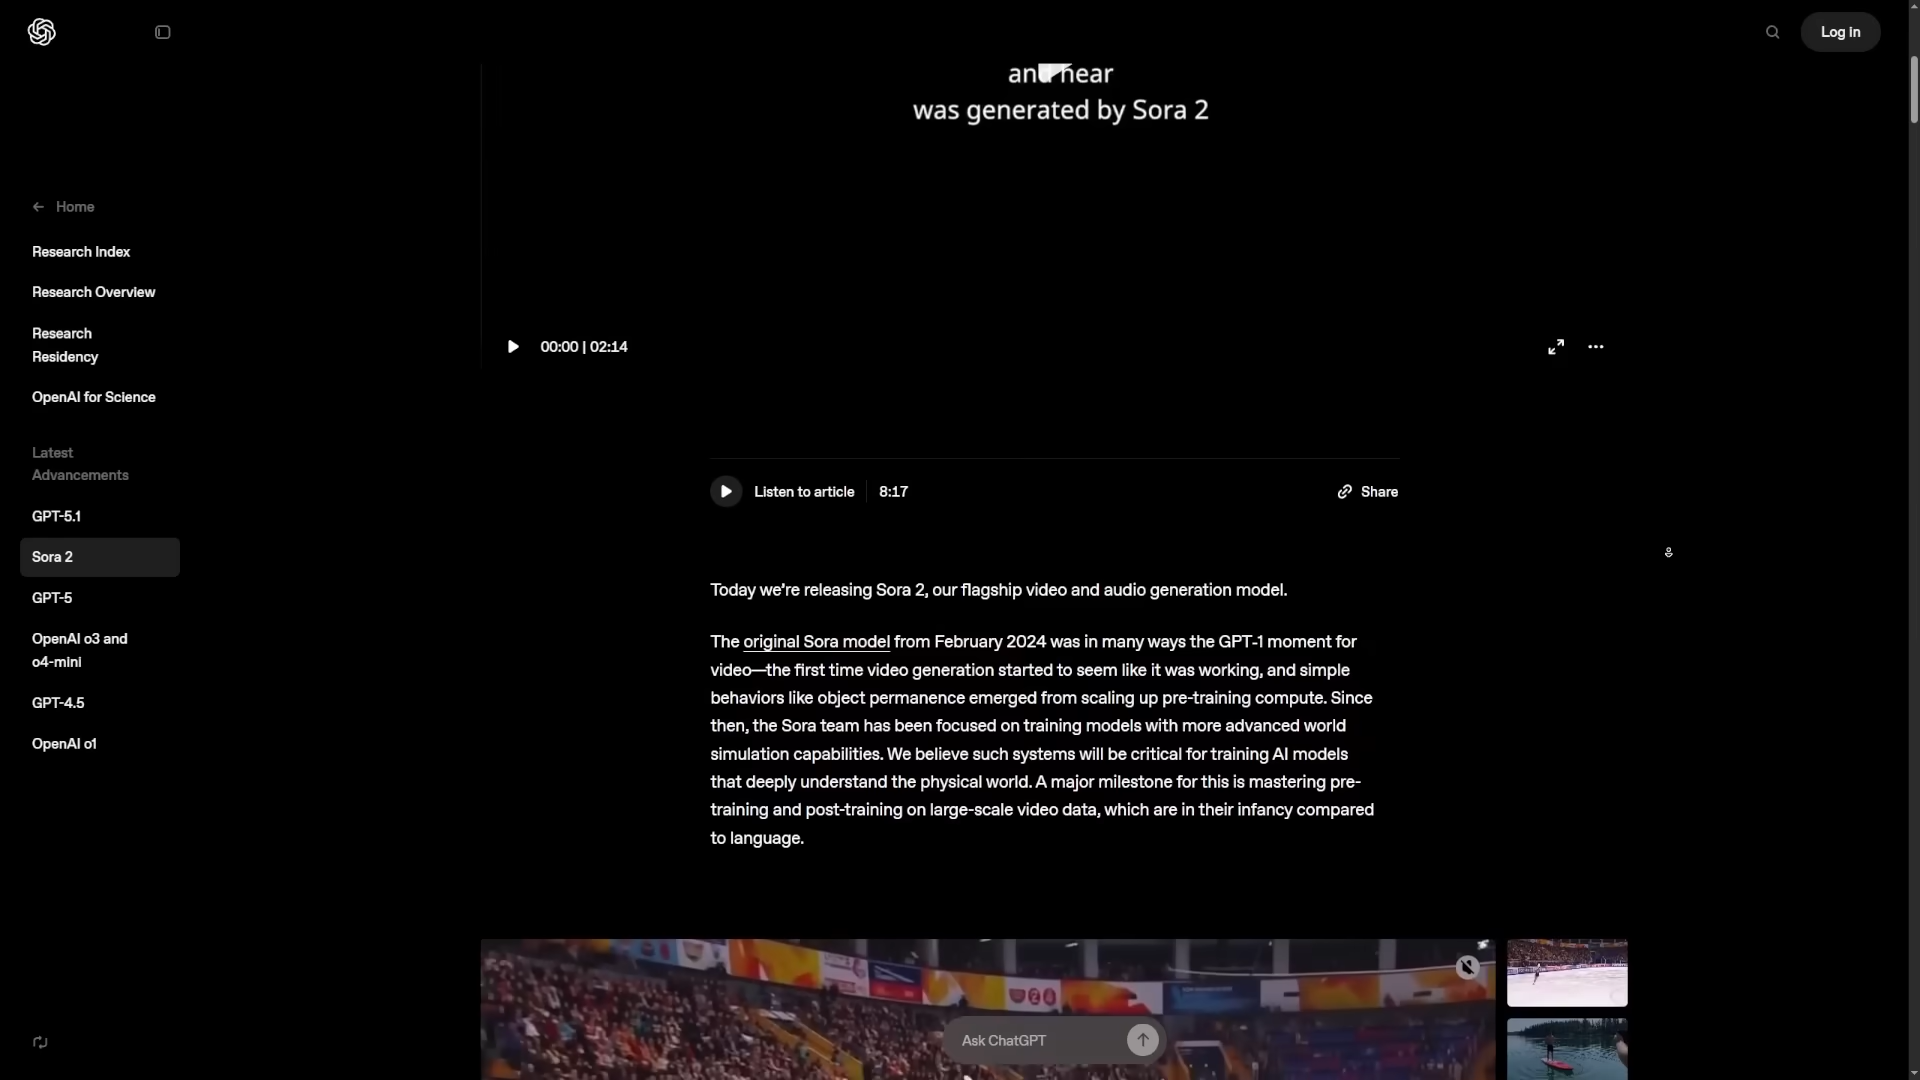 Log in
and hear
was generated by Sora 2
Home
Research Index
Research Overview
Research
Residency
OpenAI for Science
Latest
Advancements
GPT-5.1
Sora 2
GPT-5
OpenAI o3 and
o4-mini
GPT-4.5
OpenAI o1
00:00 | 02:14
Listen to article
8:17
Share
Today we're releasing Sora 2, our flagship video and audio generation model.
The original Sora model from February 2024 was in many ways the GPT-1 moment for
video—the first time video generation started to seem like it was working, and simple
behaviors like object permanence emerged from scaling up pre-training compute. Since
then, the Sora team has been focused on training models with more advanced world
simulation capabilities. We believe such systems will be critical for training AI models
that deeply understand the physical world. A major milestone for this is mastering pre-
training and post-training on large-scale video data, which are in their infancy compared
to language.
Ask ChatGPT